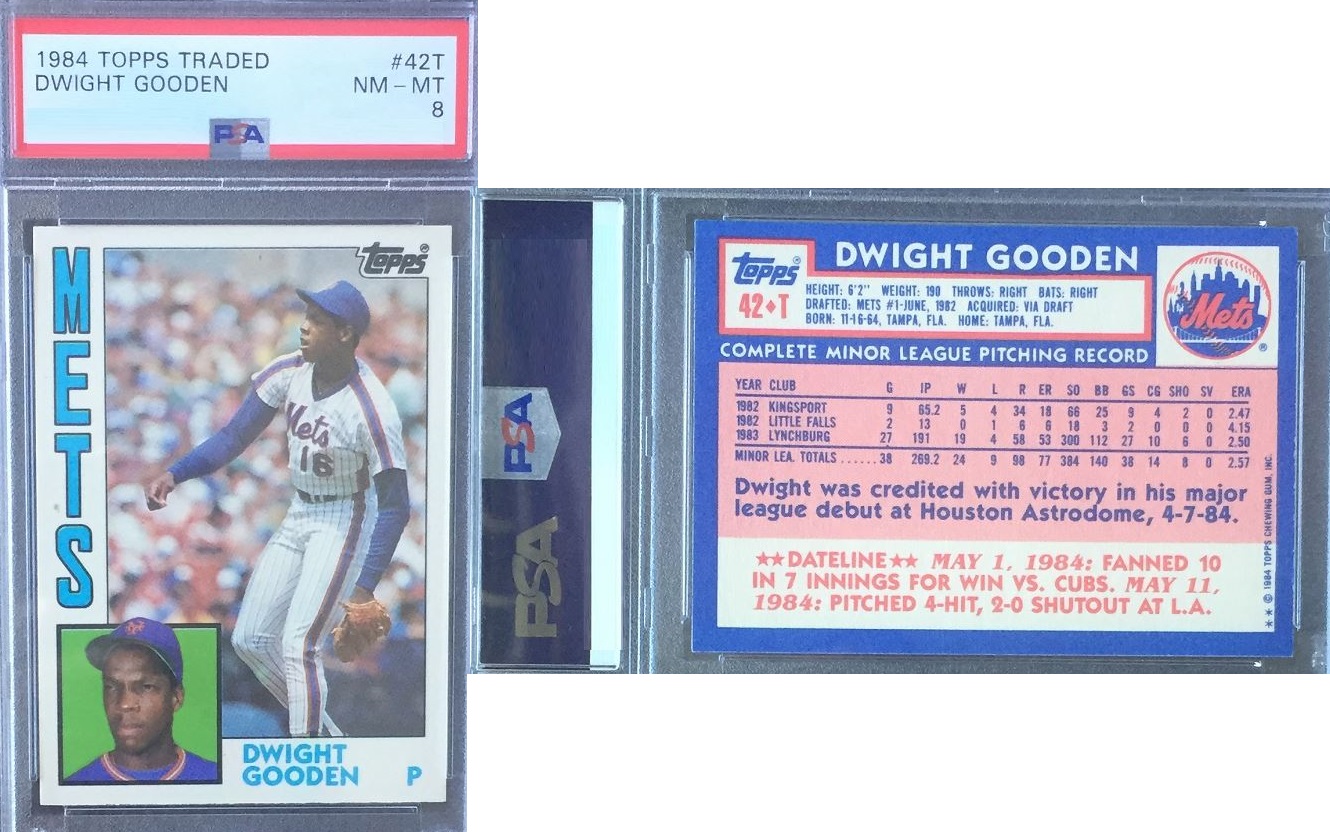 1984 TOPPS TRADED #42T
DWIGHT GOODEN NM - MT
8
PSA
METS
Topps
Mets
16
DWIGHT
GOODEN P
PSA
PSA
Topps
42♦T
DWIGHT GOODEN
HEIGHT: 6'2" WEIGHT: 190 THROWS: RIGHT BATS: RIGHT
DRAFTED: METS #1-JUNE, 1982 ACQUIRED: VIA DRAFT
BORN: 11-16-64, TAMPA, FLA. HOME: TAMPA, FLA.
Mets
®
COMPLETE MINOR LEAGUE PITCHING RECORD
YEAR CLUB G IP W L R ER SO BB GS CG SHO SV ERA
1982 KINGSPORT 9 65.2 5 4 34 18 66 25 9 4 2 0 2.47
1982 LITTLE FALLS 2 13 0 1 6 6 18 3 2 0 0 0 4.15
1983 LYNCHBURG 27 191 19 4 58 53 300 112 27 10 6 0 2.50
MINOR LEA. TOTALS ...... 38 269.2 24 9 98 77 384 140 38 14 8 0 2.57
Dwight was credited with victory in his major
league debut at Houston Astrodome, 4-7-84.
★★DATELINE★★ MAY 1, 1984: FANNED 10
IN 7 INNINGS FOR WIN VS. CUBS. MAY 11,
1984: PITCHED 4-HIT, 2-0 SHUTOUT AT L.A.
** © 1984 TOPPS CHEWING GUM, INC.